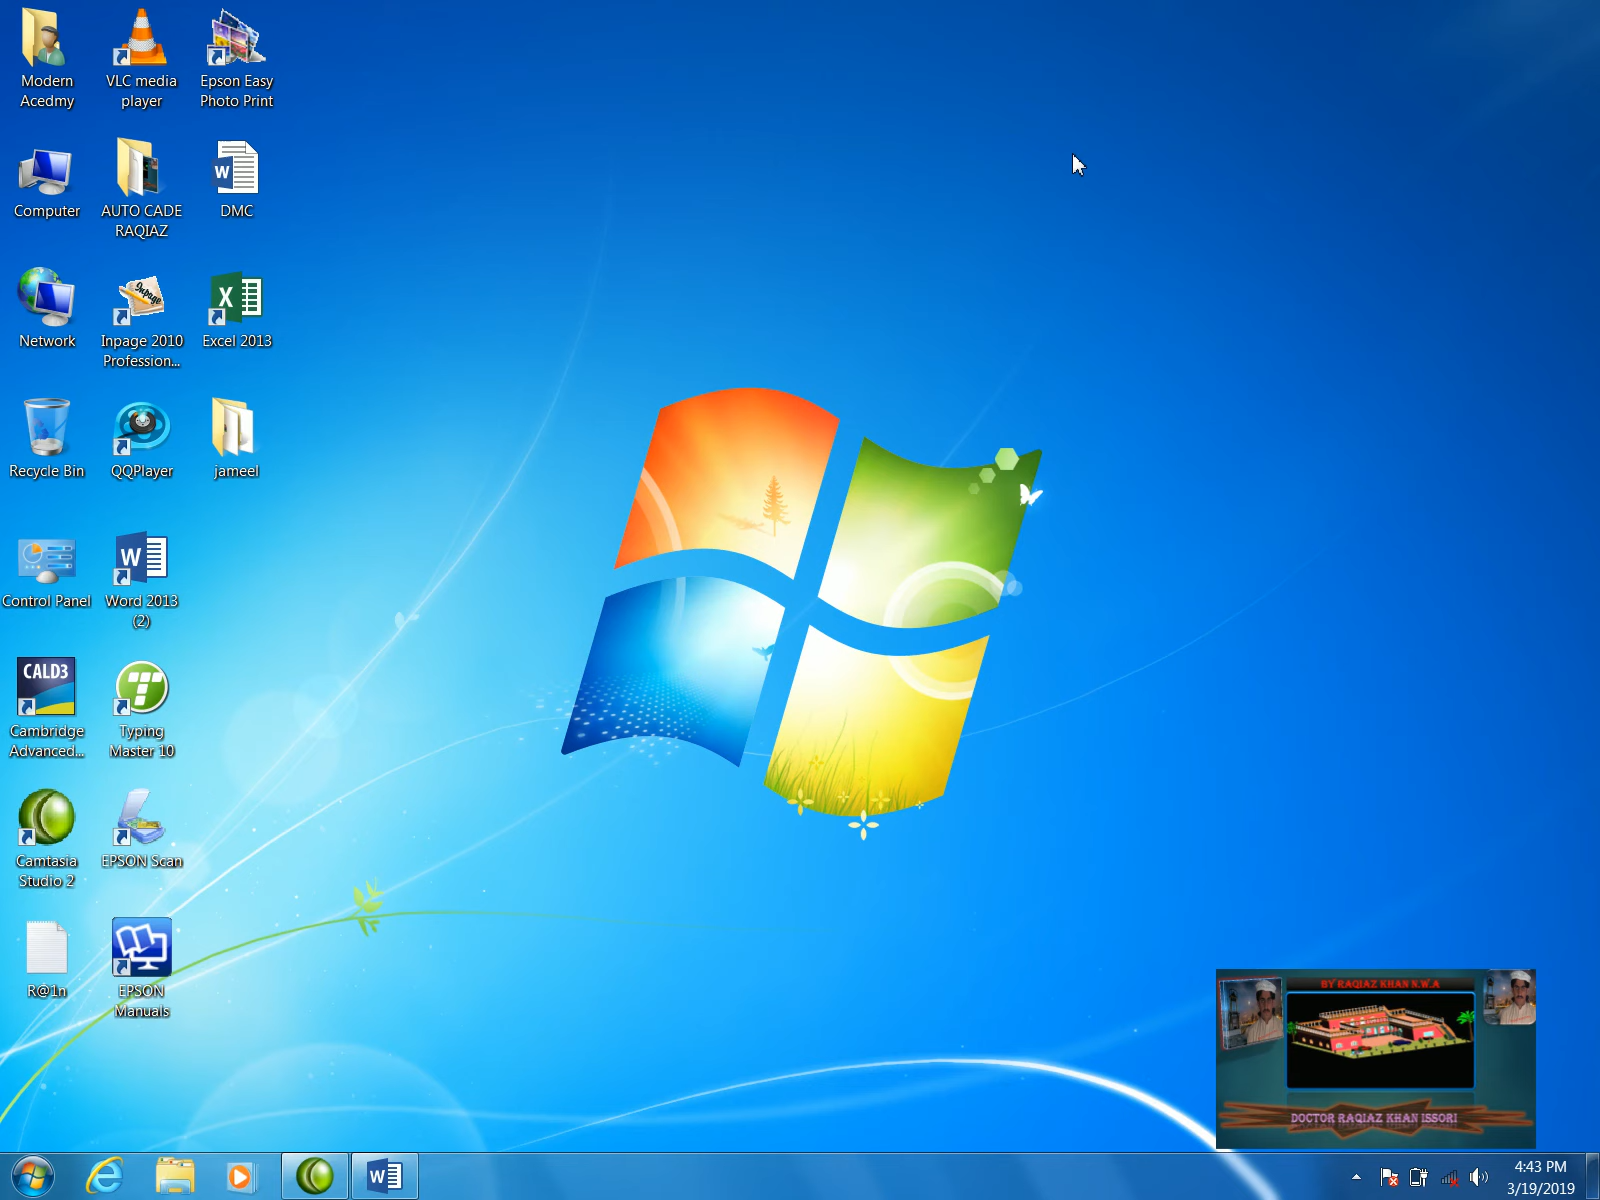 Modern
Acedmy
VLC media
player
Epson Easy
Photo Print
Computer
AUTO CADE
RAQIAZ
W
DMC
Network
Inpage
Inpage 2010
Profession...
X
Excel 2013
Recycle Bin
QQPlayer
jameel
Control Panel
W
Word 2013
(2)
CALD3
Cambridge
Advanced...
T
Typing
Master 10
Camtasia
Studio 2
EPSON Scan
R@1n
EPSON
Manuals
BY RAQIAZ KHAN N.W.A
DOCTOR RAQIAZ KHAN ISSORI
W
4:43 PM
3/19/2019